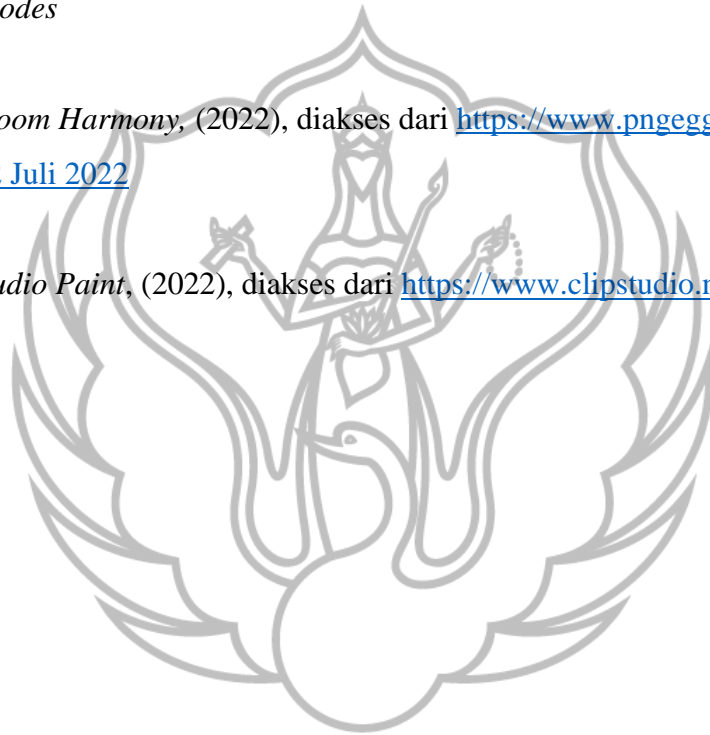 odes
oom Harmony, (2022), diakses dari https://www.pngegg
Juli 2022
udio Paint, (2022), diakses dari https://www.clipstudio.n